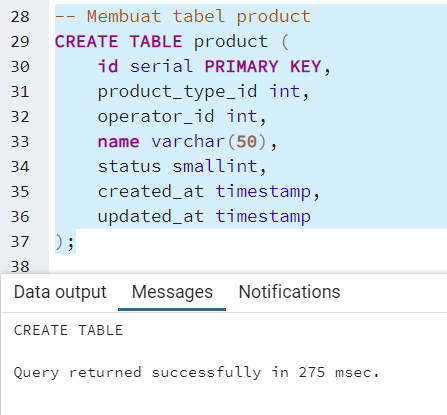 28 -- Membuat tabel product
29 CREATE TABLE product (
30 id serial PRIMARY KEY,
31 product_type_id int,
32 operator_id int,
33 name varchar(50),
34 status smallint,
35 created_at timestamp,
36 updated_at timestamp
37 );
38
Data output Messages Notifications
CREATE TABLE
Query returned successfully in 275 msec.